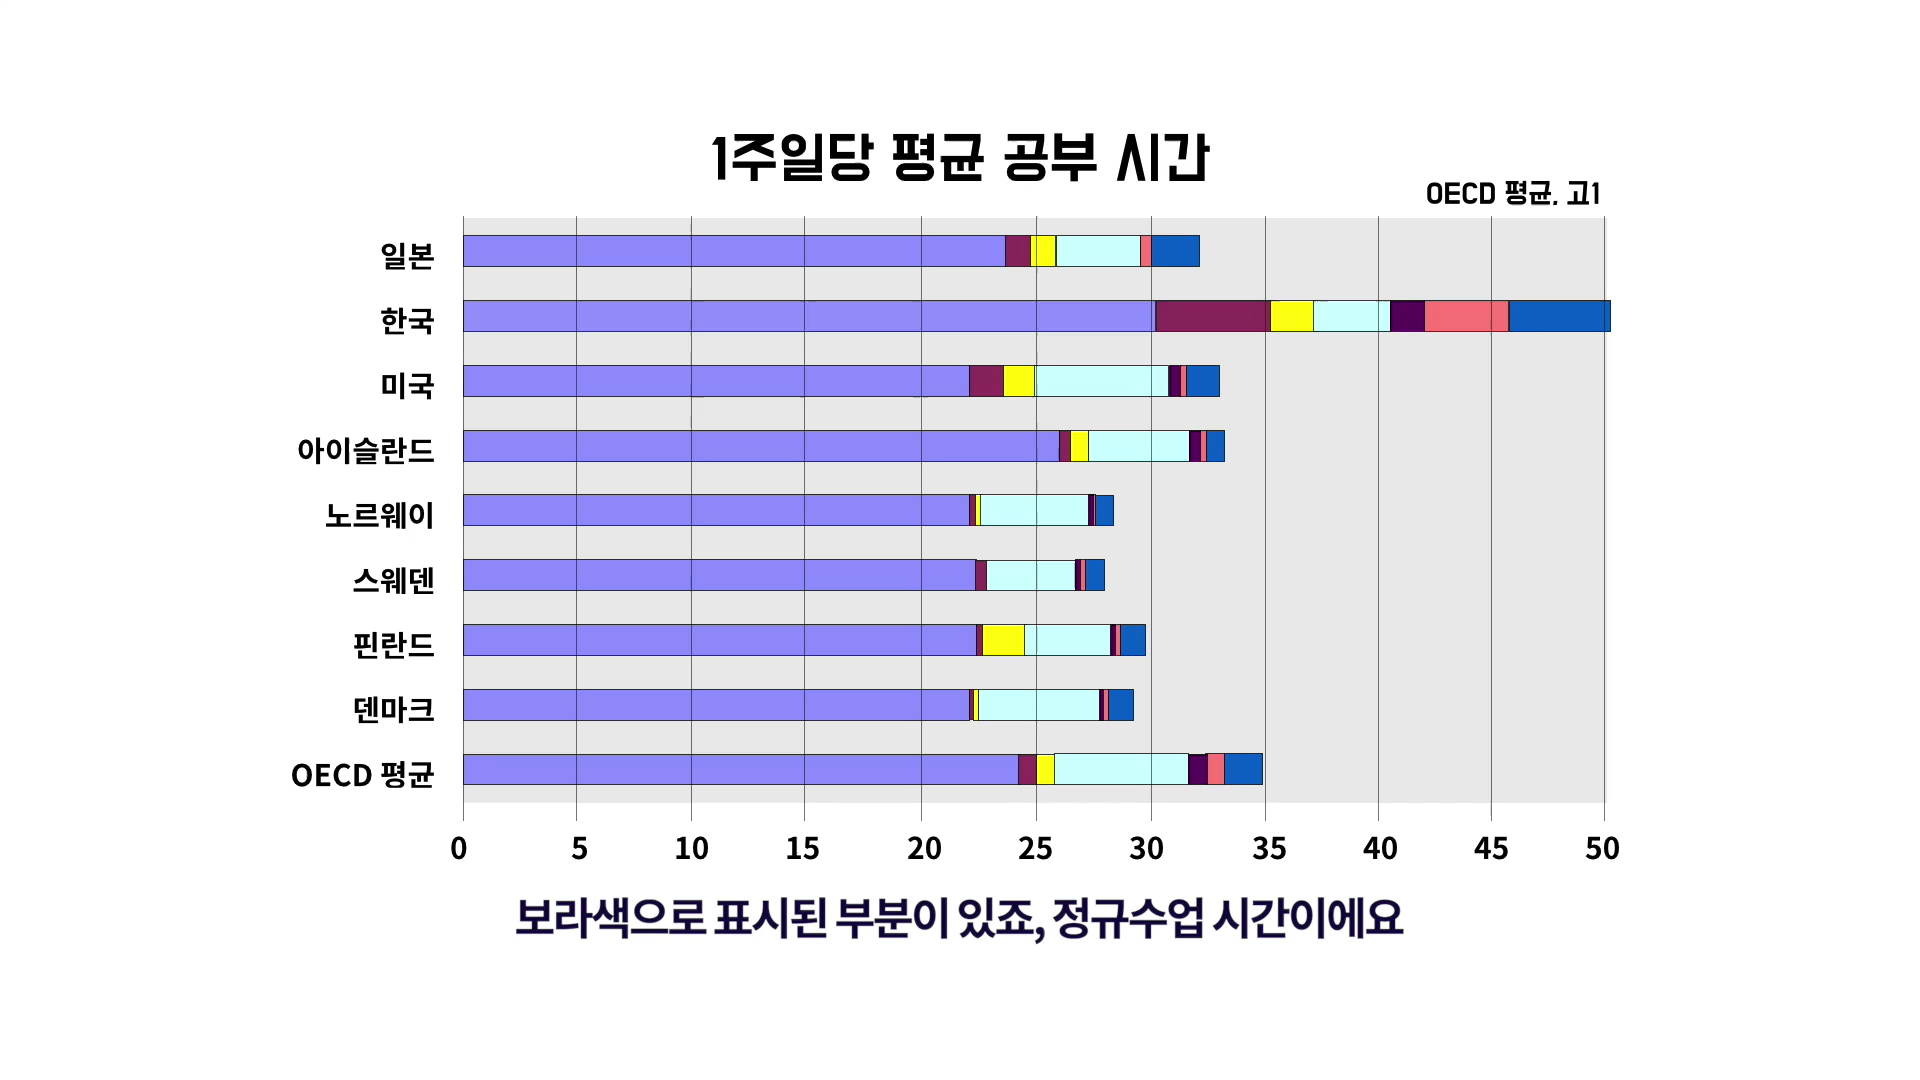 1주일당 평균 공부 시간
OECD 평균, 고1
일본
한국
미국
아이슬란드
노르웨이
스웨덴
핀란드
덴마크
OECD 평균
0 5 10 15 20 25 30 35 40 45 50
보라색으로 표시된 부분이 있죠, 정규수업 시간이에요